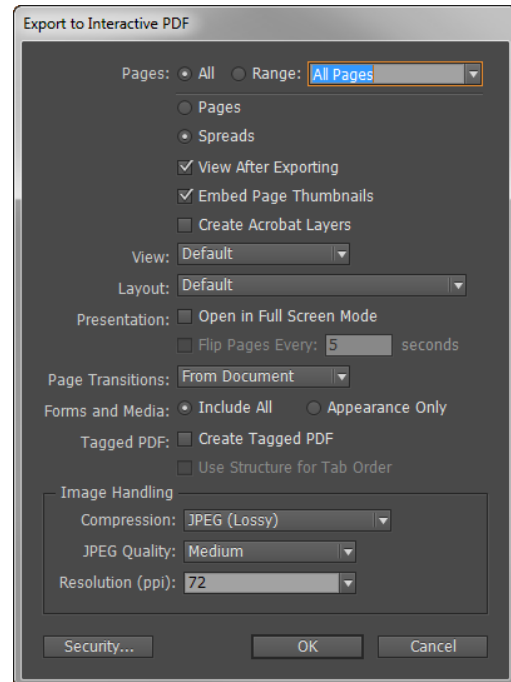 Export to Interactive PDF
Pages: All Range: All Pages
Pages
Spreads
View After Exporting
Embed Page Thumbnails
Create Acrobat Layers
View: Default
Layout: Default
Presentation: Open in Full Screen Mode
Flip Pages Every: 5 seconds
Page Transitions: From Document
Forms and Media: Include All Appearance Only
Tagged PDF: Create Tagged PDF
Use Structure for Tab Order
Image Handling
Compression: JPEG (Lossy)
JPEG Quality: Medium
Resolution (ppi): 72
Security... OK Cancel